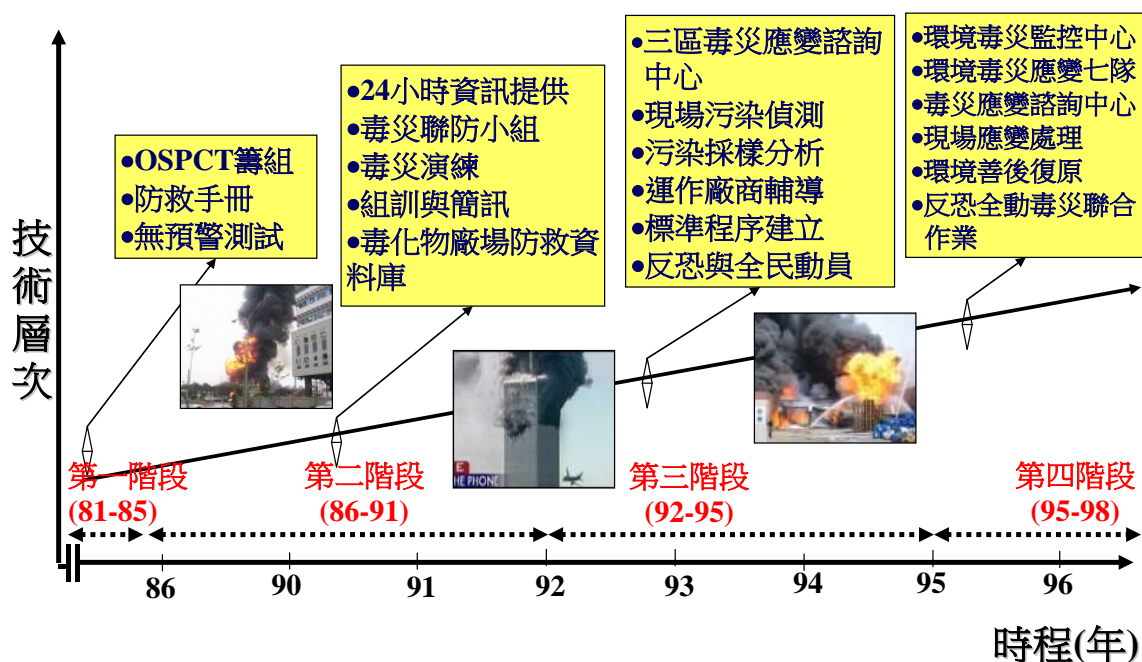 ●三區毒災應變諮詢
中心
●現場污染偵測
●污染採樣分析
●運作廠商輔導
●標準程序建立
●反恐與全民動員
●環境毒災監控中心
●環境毒災應變七隊
●毒災應變諮詢中心
●現場應變處理
●環境善後復原
●反恐全動毒災聯合
作業
●24小時資訊提供
●毒災聯防小組
●毒災演練
●組訓與簡訊
●毒化物廠場防救資
料庫
●OSPCT籌組
●防救手冊
●無預警測試
技術層次
E
HE PHONE
第一階段
(81-85)
第二階段
(86-91)
第三階段
(92-95)
第四階段
(95-98)
86 90 91 92 93 94 95 96
時程(年)